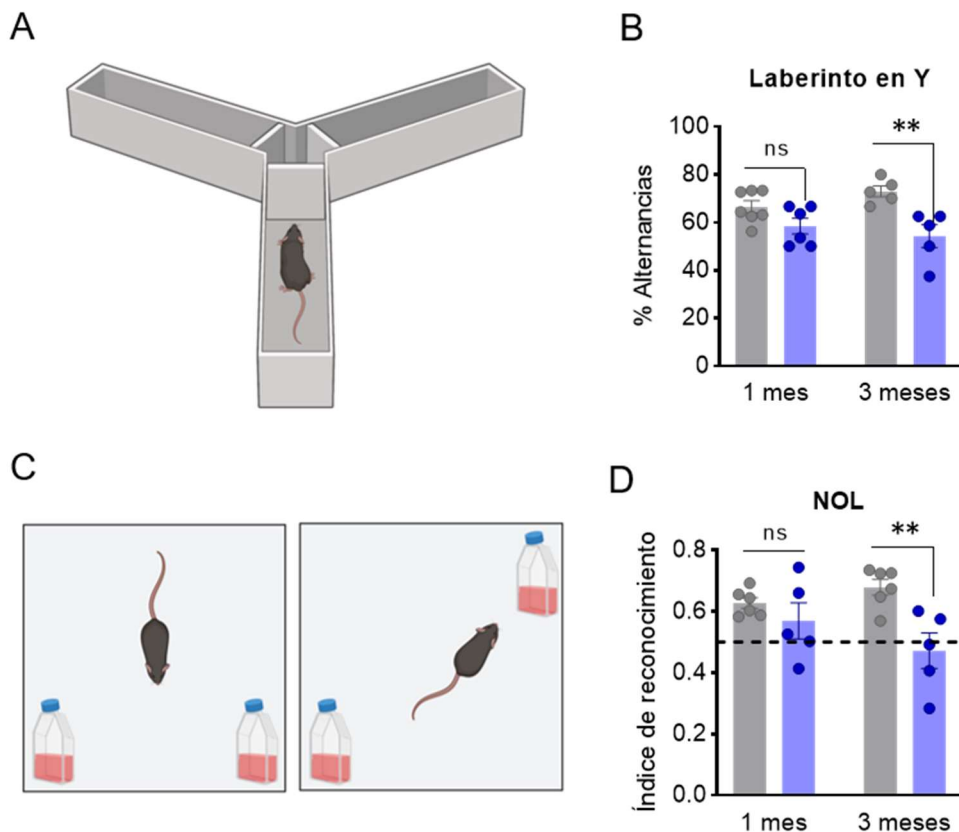 A
B
Laberinto en Y
% Alternancias
100
80
60
40
20
0
ns
**
1 mes
3 meses
C
D
NOL
Índice de reconocimiento
0.8
0.6
0.4
0.2
0.0
ns
**
1 mes
3 meses